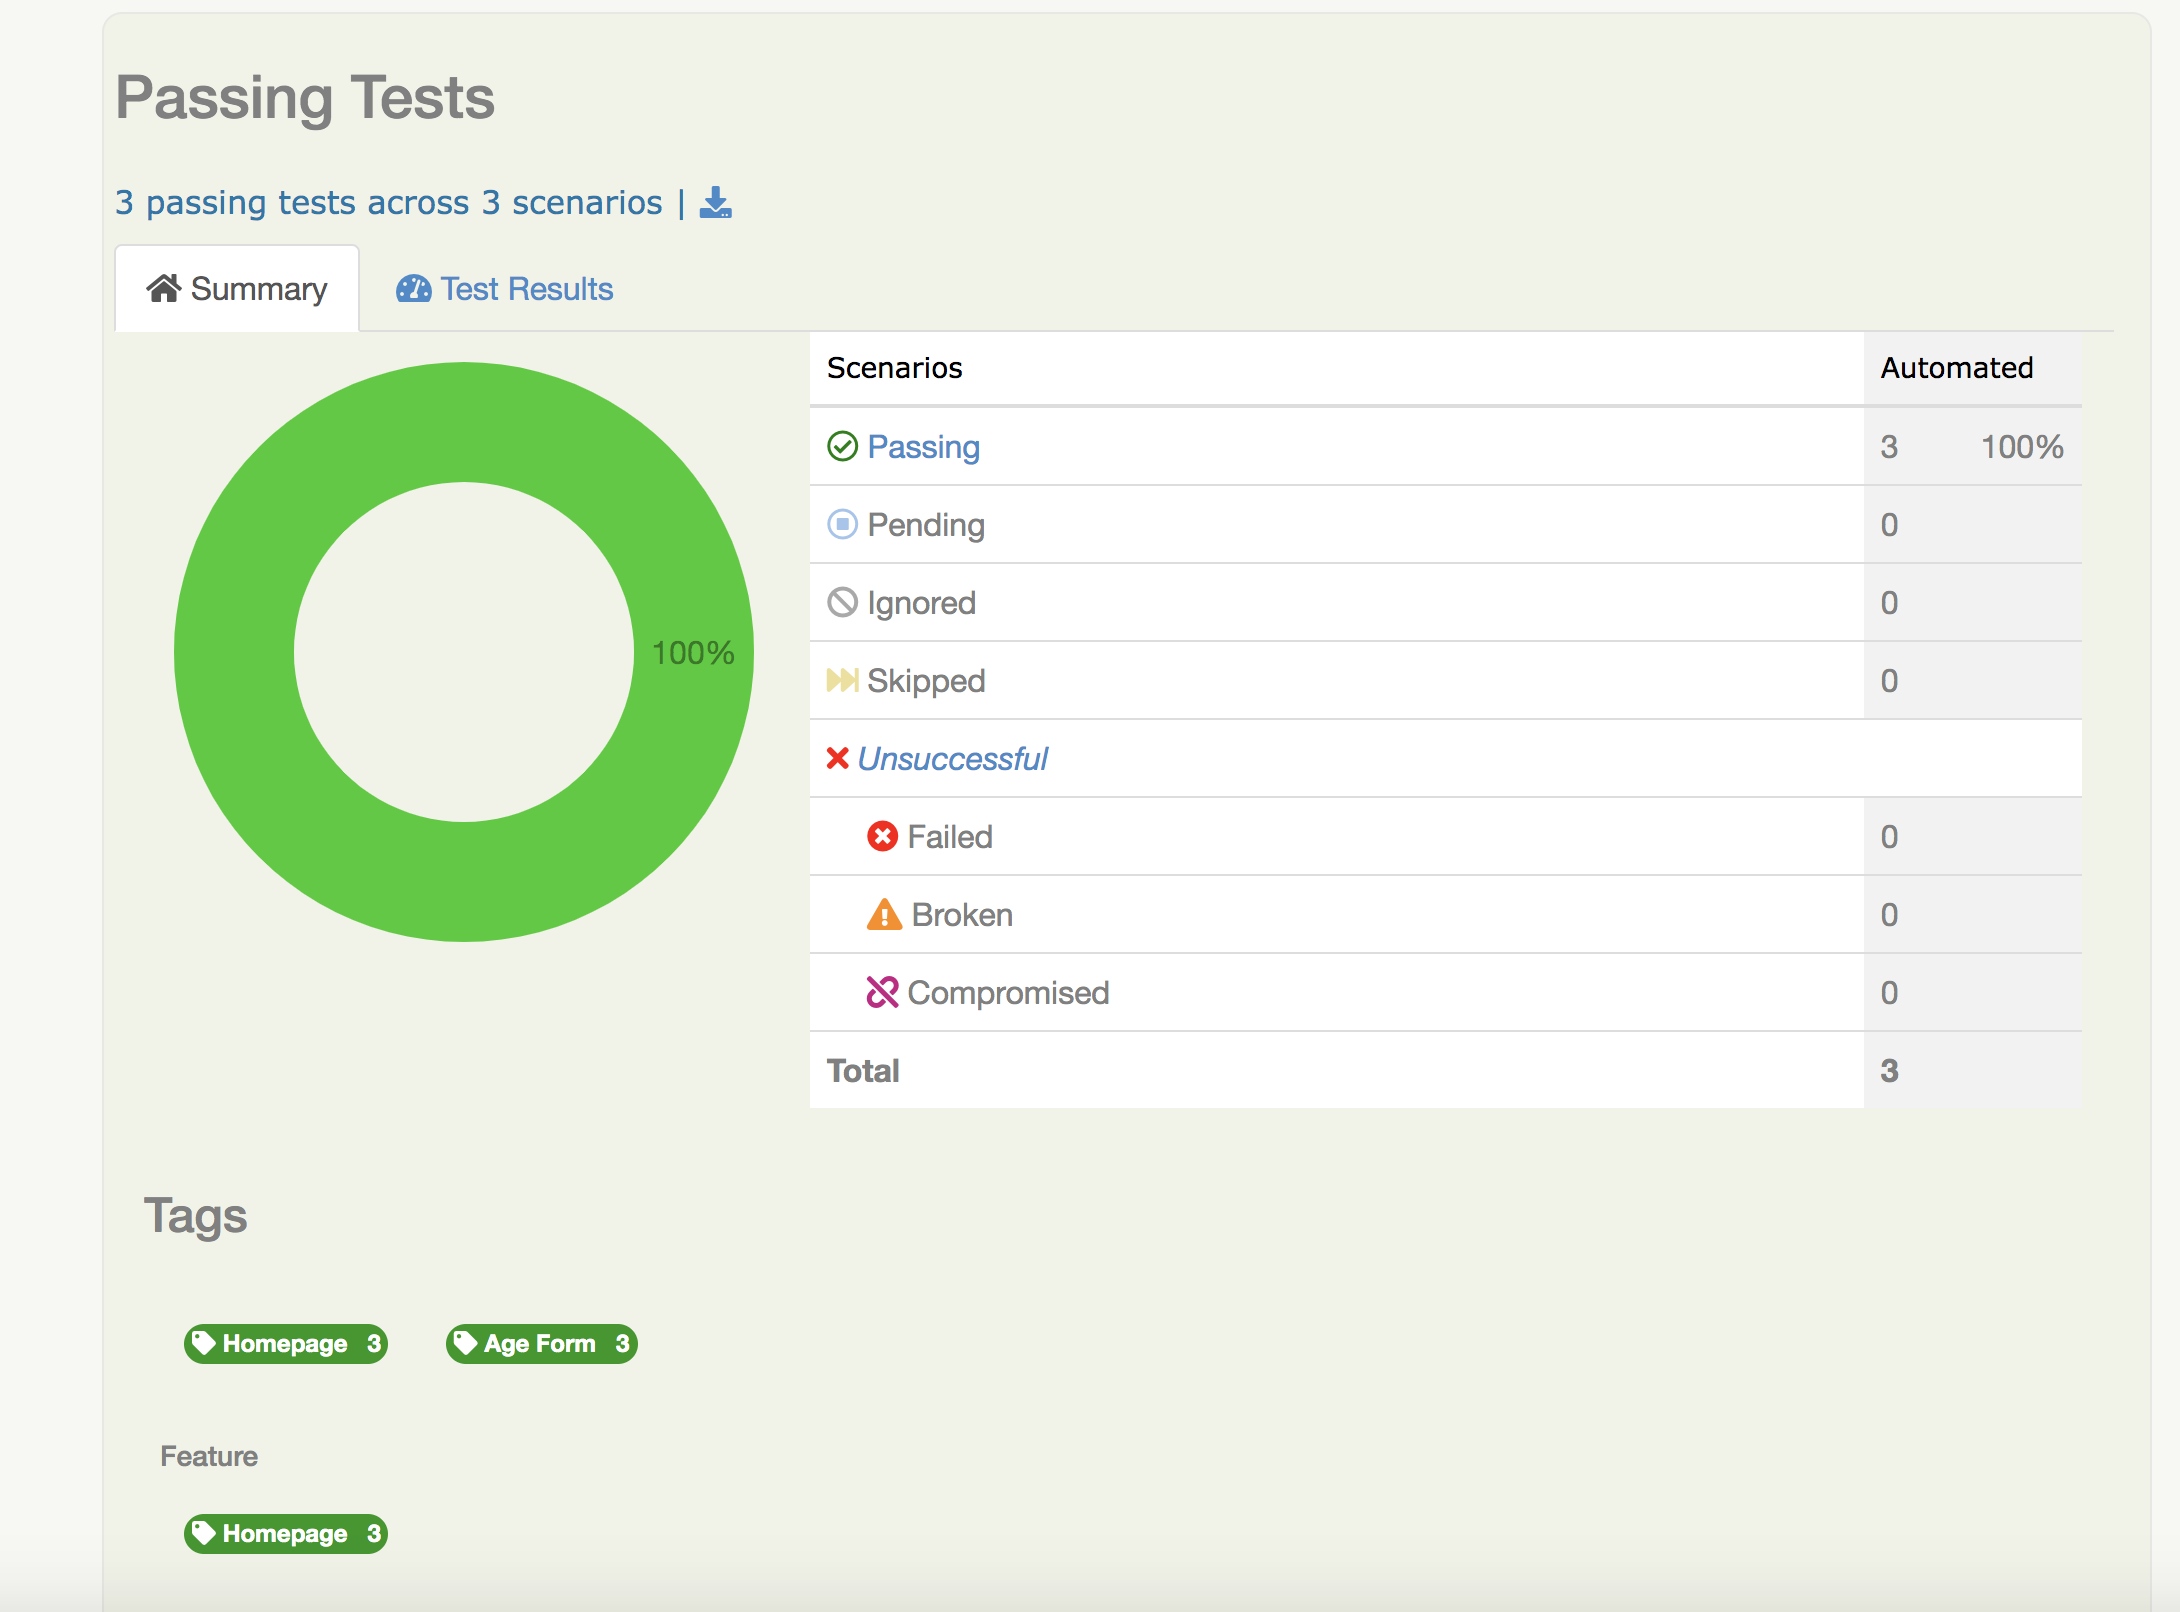 Passing Tests
3 passing tests across 3 scenarios |
Summary
Test Results
100%
Scenarios Automated
Passing 3 100%
Pending 0
Ignored 0
Skipped 0
Unsuccessful
Failed 0
Broken 0
Compromised 0
Total 3
Tags
Homepage 3
Age Form 3
Feature
Homepage 3